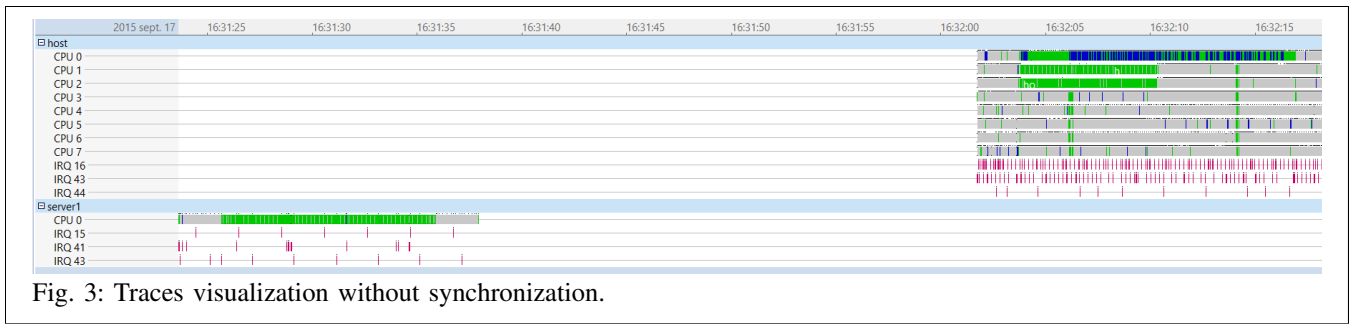 2015 sept. 17 16:31:25 16:31:30 16:31:35 16:31:40 16:31:45 16:31:50 16:31:55 16:32:00 16:32:05 16:32:10 16:32:15
host
CPU 0
CPU 1 h
CPU 2 ho
CPU 3
CPU 4
CPU 5
CPU 6
CPU 7
IRQ 16
IRQ 43
IRQ 44
server1
CPU 0
IRQ 15
IRQ 41
IRQ 43
Fig. 3: Traces visualization without synchronization.